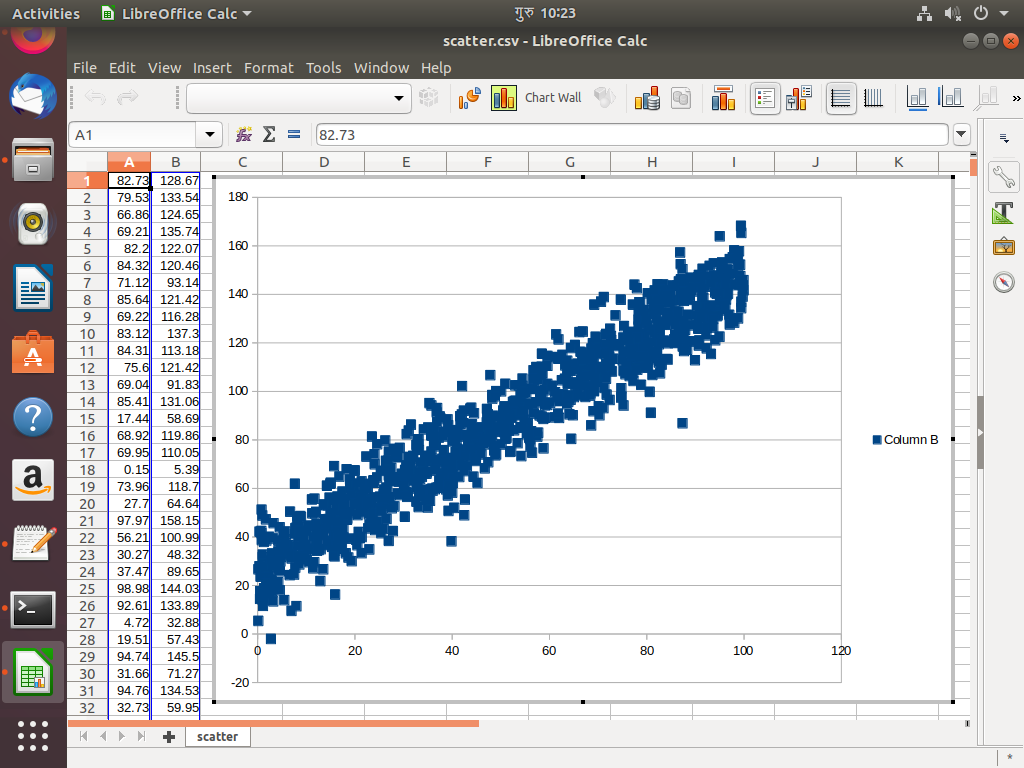 Activities LibreOffice Calc गुरु 10:23
scatter.csv - LibreOffice Calc
File Edit View Insert Format Tools Window Help
Chart Wall
A1 82.73
A B C D E F G H I J K
1 82.73 128.67
2 79.53 133.54
3 66.86 124.65
4 69.21 135.74
5 82.2 122.07
6 84.32 120.46
7 71.12 93.14
8 85.64 121.42
9 69.22 116.28
10 83.12 137.3
11 84.31 113.18
12 75.6 121.42
13 69.04 91.83
14 85.41 131.06
15 17.44 58.69
16 68.92 119.86
17 69.95 110.05
18 0.15 5.39
19 73.96 118.7
20 27.7 64.64
21 97.97 158.15
22 56.21 100.99
23 30.27 48.32
24 37.47 89.65
25 98.98 144.03
26 92.61 133.89
27 4.72 32.88
28 19.51 57.43
29 94.74 145.5
30 31.66 71.27
31 94.76 134.53
32 32.73 59.95
180
160
140
120
100
80
60
40
20
0
-20
0 20 40 60 80 100 120
Column B
scatter